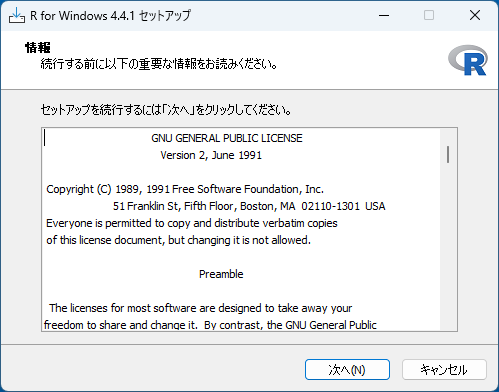 R for Windows 4.4.1 セットアップ
情報
続行する前に以下の重要な情報をお読みください。
R
セットアップを続行するには「次へ」をクリックしてください。
GNU GENERAL PUBLIC LICENSE
Version 2, June 1991
Copyright (C) 1989, 1991 Free Software Foundation, Inc.
51 Franklin St, Fifth Floor, Boston, MA 02110-1301 USA
Everyone is permitted to copy and distribute verbatim copies
of this license document, but changing it is not allowed.
Preamble
The licenses for most software are designed to take away your
freedom to share and change it. By contrast, the GNU General Public
次へ(N)
キャンセル